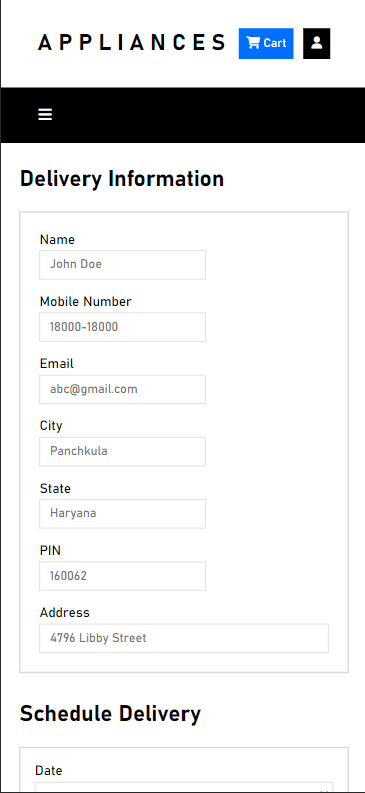 APPLIANCES Cart
Delivery Information
Name
John Doe
Mobile Number
18000-18000
Email
abc@gmail.com
City
Panchkula
State
Haryana
PIN
160062
Address
4796 Libby Street
Schedule Delivery
Date